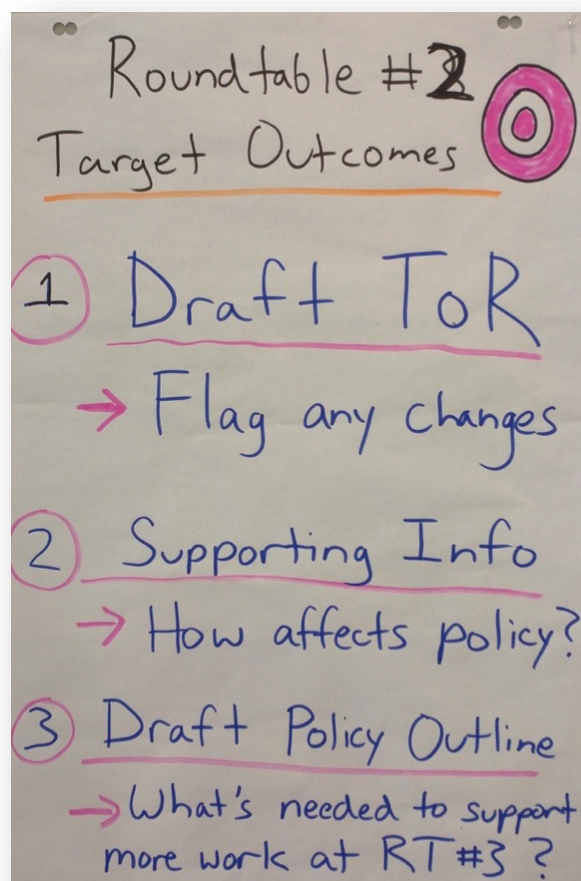 Roundtable #2
Target Outcomes
1 Draft ToR
→ Flag any changes
2 Supporting Info
→ How affects policy?
3 Draft Policy Outline
→ What's needed to support
more work at RT #3?